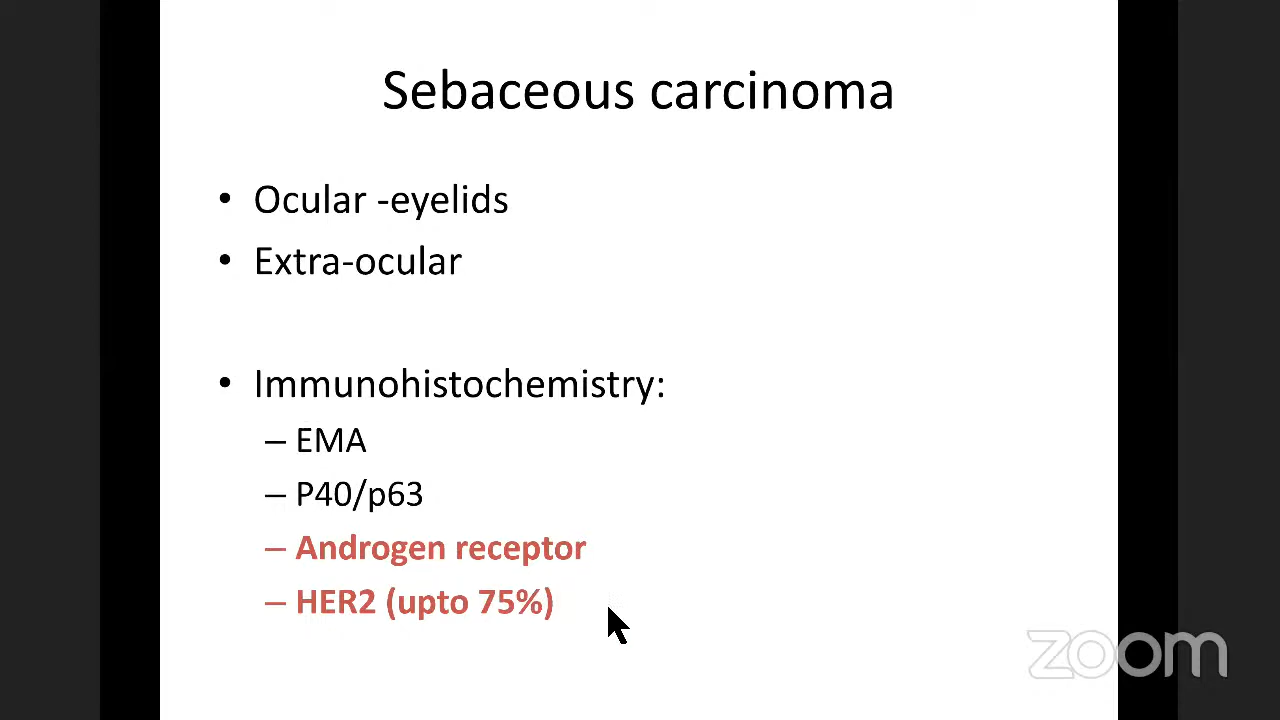 Sebaceous carcinoma
• Ocular -eyelids
• Extra-ocular
• Immunohistochemistry:
– EMA
– P40/p63
– Androgen receptor
– HER2 (upto 75%)
zoom